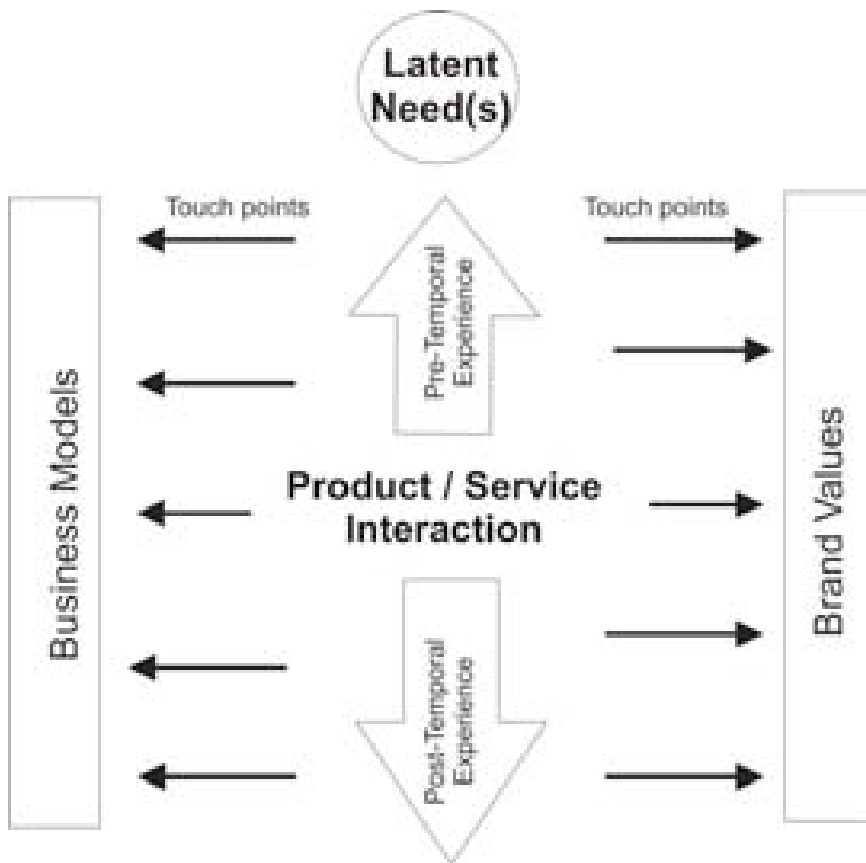 Latent
Need(s)
Touch points
Touch points
Pre-Temporal
Experience
Business Models
Product / Service
Interaction
Brand Values
Post-Temporal
Experience